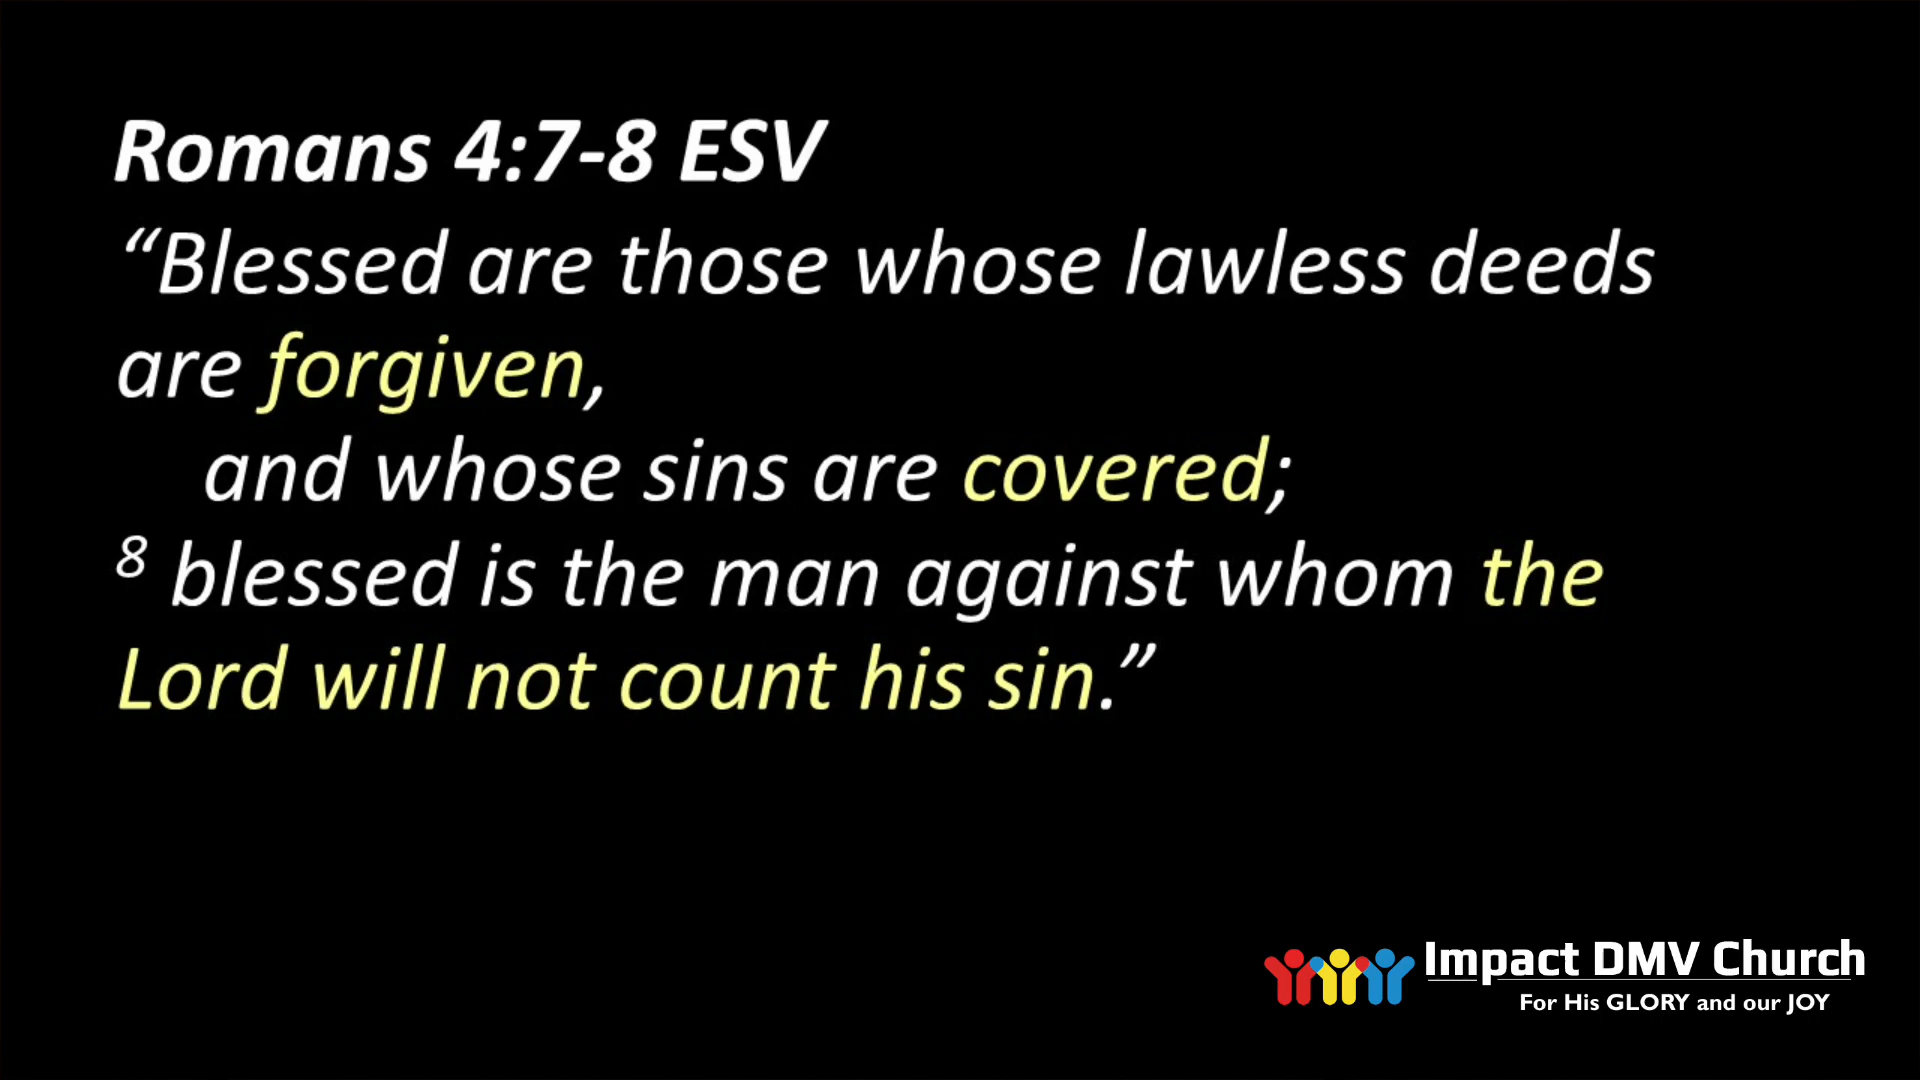 Romans 4:7-8 ESV
“Blessed are those whose lawless deeds
are forgiven,
and whose sins are covered;
8 blessed is the man against whom the
Lord will not count his sin.”
Impact DMV Church
For His GLORY and our JOY